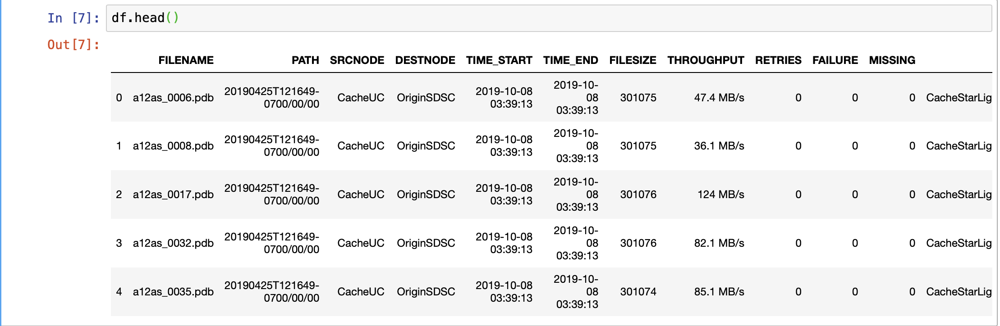 In [7]: df.head()
Out[7]:
FILENAME PATH SRCNODE DESTNODE TIME_START TIME_END FILESIZE THROUGHPUT RETRIES FAILURE MISSING
0 a12as_0006.pdb 20190425T121649-0700/00/00 CacheUC OriginSDSC 2019-10-08 03:39:13 2019-10-08 03:39:13 301075 47.4 MB/s 0 0 0 CacheStarLig
1 a12as_0008.pdb 20190425T121649-0700/00/00 CacheUC OriginSDSC 2019-10-08 03:39:13 2019-10-08 03:39:13 301075 36.1 MB/s 0 0 0 CacheStarLig
2 a12as_0017.pdb 20190425T121649-0700/00/00 CacheUC OriginSDSC 2019-10-08 03:39:13 2019-10-08 03:39:13 301076 124 MB/s 0 0 0 CacheStarLig
3 a12as_0032.pdb 20190425T121649-0700/00/00 CacheUC OriginSDSC 2019-10-08 03:39:13 2019-10-08 03:39:13 301076 82.1 MB/s 0 0 0 CacheStarLig
4 a12as_0035.pdb 20190425T121649-0700/00/00 CacheUC OriginSDSC 2019-10-08 03:39:13 2019-10-08 03:39:13 301074 85.1 MB/s 0 0 0 CacheStarLig